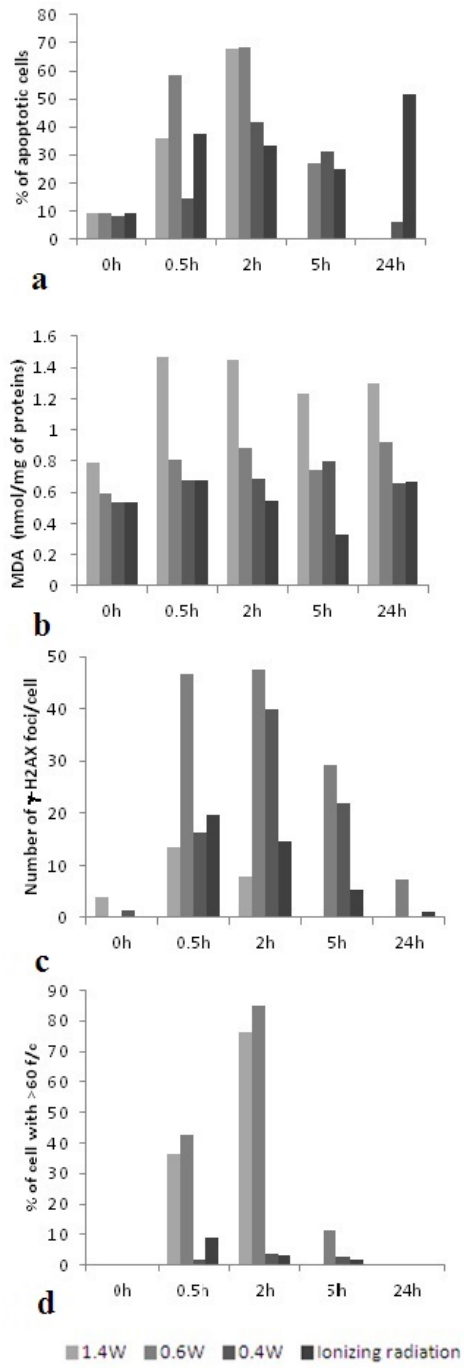 % of apoptotic cells
80
70
60
50
40
30
20
10
0
0h 0.5h 2h 5h 24h
a
MDA (nmol/mg of proteins)
1.6
1.4
1.2
1
0.8
0.6
0.4
0.2
0
0h 0.5h 2h 5h 24h
b
Number of γ-H2AX foci/cell
50
40
30
20
10
0
0h 0.5h 2h 5h 24h
c
% of cell with >60 f/c
90
80
70
60
50
40
30
20
10
0
0h 0.5h 2h 5h 24h
d
1.4W 0.6W 0.4W Ionizing radiation